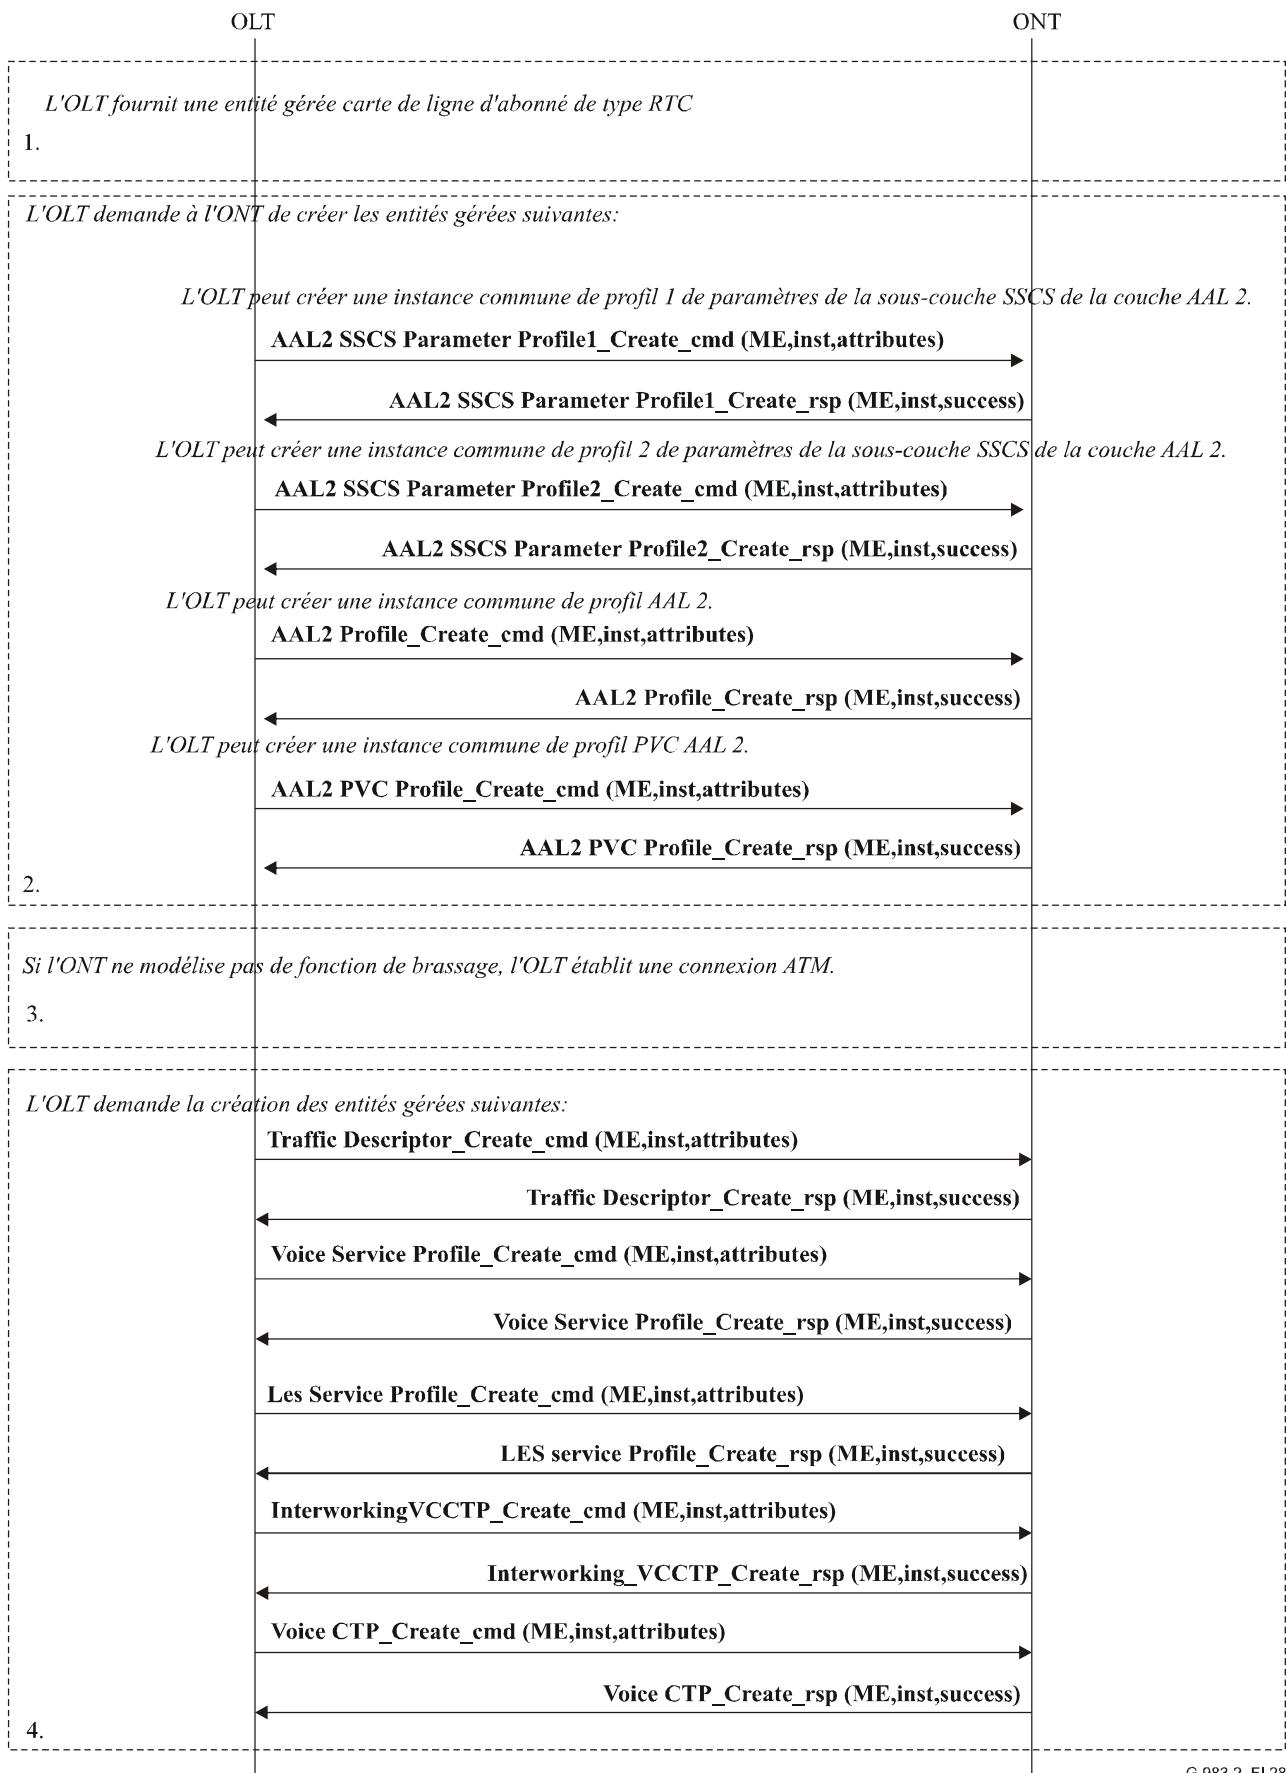 OLT
ONT
L'OLT fournit une entité gérée carte de ligne d'abonné de type RTC
1.
L'OLT demande à l'ONT de créer les entités gérées suivantes:
L'OLT peut créer une instance commune de profil 1 de paramètres de la sous-couche SSCS de la couche AAL 2.
AAL2 SSCS Parameter Profile1_Create_cmd (ME,inst,attributes)
AAL2 SSCS Parameter Profile1_Create_rsp (ME,inst,success)
L'OLT peut créer une instance commune de profil 2 de paramètres de la sous-couche SSCS de la couche AAL 2.
AAL2 SSCS Parameter Profile2_Create_cmd (ME,inst,attributes)
AAL2 SSCS Parameter Profile2_Create_rsp (ME,inst,success)
L'OLT peut créer une instance commune de profil AAL 2.
AAL2 Profile_Create_cmd (ME,inst,attributes)
AAL2 Profile_Create_rsp (ME,inst,success)
L'OLT peut créer une instance commune de profil PVC AAL 2.
AAL2 PVC Profile_Create_cmd (ME,inst,attributes)
AAL2 PVC Profile_Create_rsp (ME,inst,success)
2.
Si l'ONT ne modélise pas de fonction de brassage, l'OLT établit une connexion ATM.
3.
L'OLT demande la création des entités gérées suivantes:
Traffic Descriptor_Create_cmd (ME,inst,attributes)
Traffic Descriptor_Create_rsp (ME,inst,success)
Voice Service Profile_Create_cmd (ME,inst,attributes)
Voice Service Profile_Create_rsp (ME,inst,success)
Les Service Profile_Create_cmd (ME,inst,attributes)
LES service Profile_Create_rsp (ME,inst,success)
InterworkingVCCTP_Create_cmd (ME,inst,attributes)
Interworking_VCCTP_Create_rsp (ME,inst,success)
Voice CTP_Create_cmd (ME,inst,attributes)
Voice CTP_Create_rsp (ME,inst,success)
4.